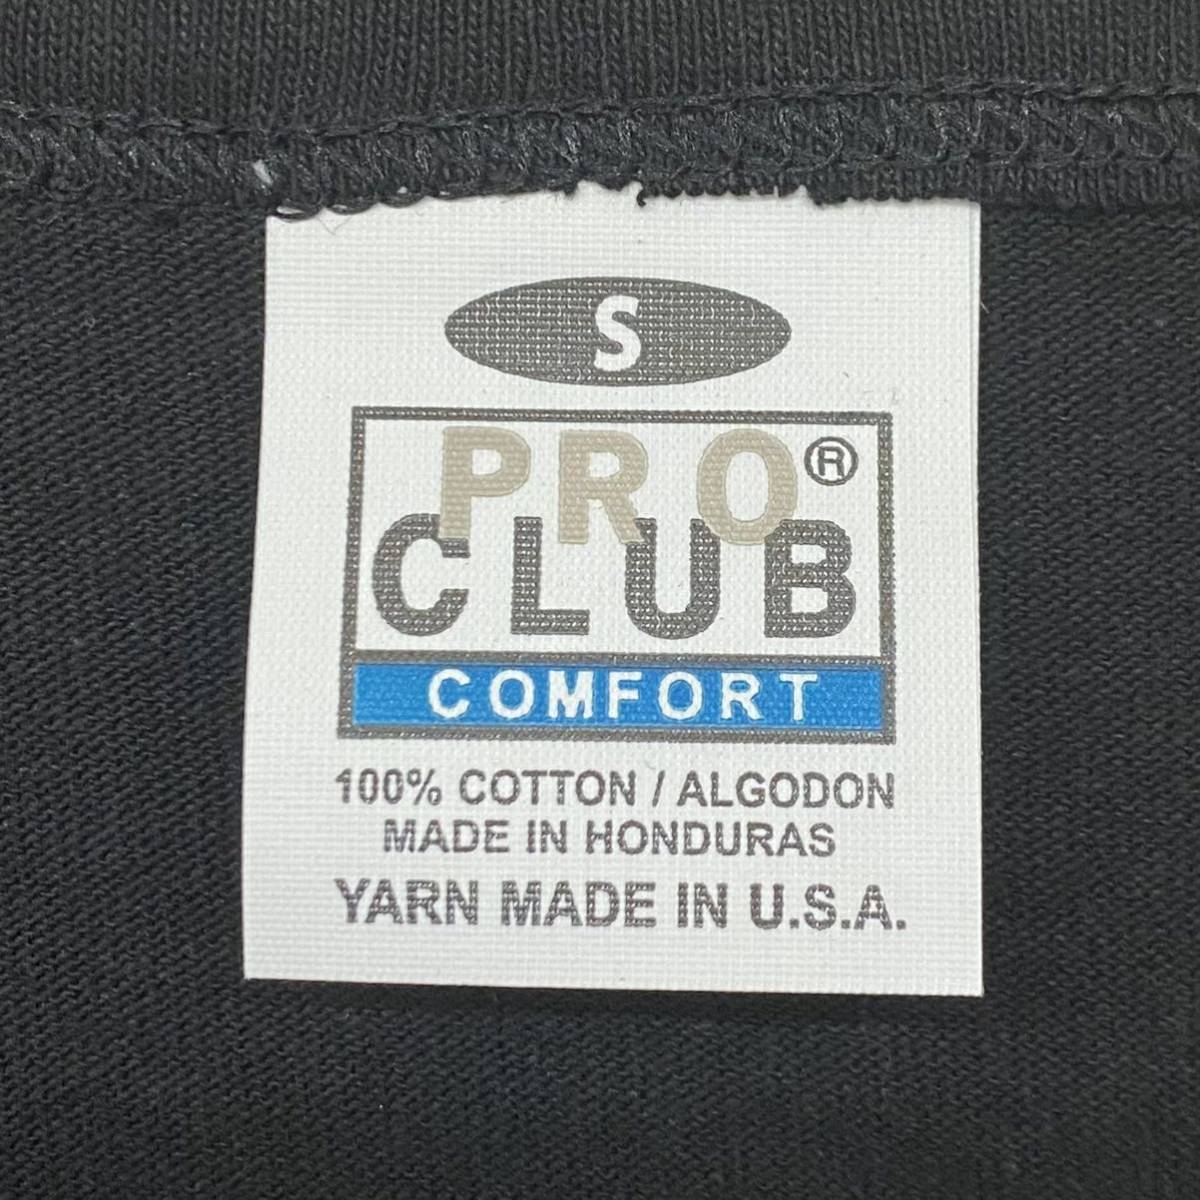 S
PRO®
CLUB
COMFORT
100% COTTON / ALGODON
MADE IN HONDURAS
YARN MADE IN U.S.A.